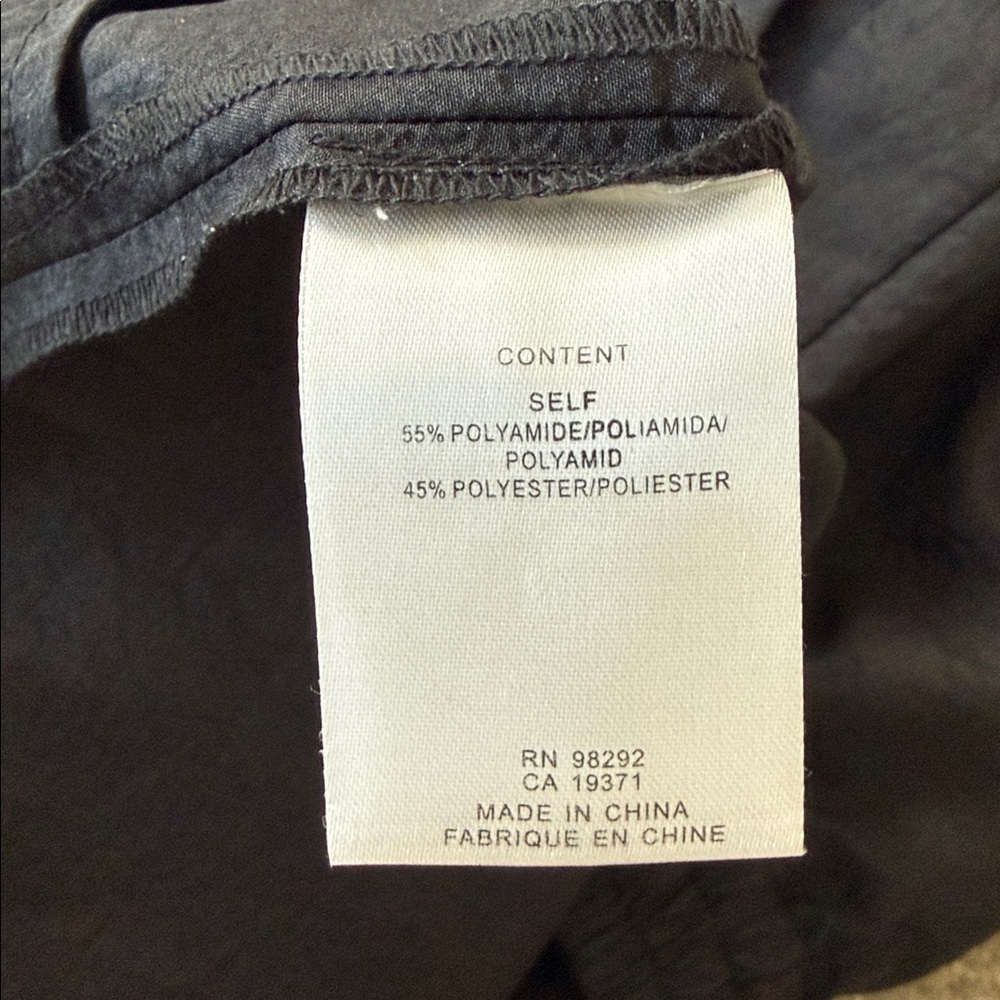 CONTENT
SELF
55% POLYAMIDE/POLIAMIDA/
POLYAMID
45% POLYESTER/POLIESTER
RN 98292
CA 19371
MADE IN CHINA
FABRIQUE EN CHINE